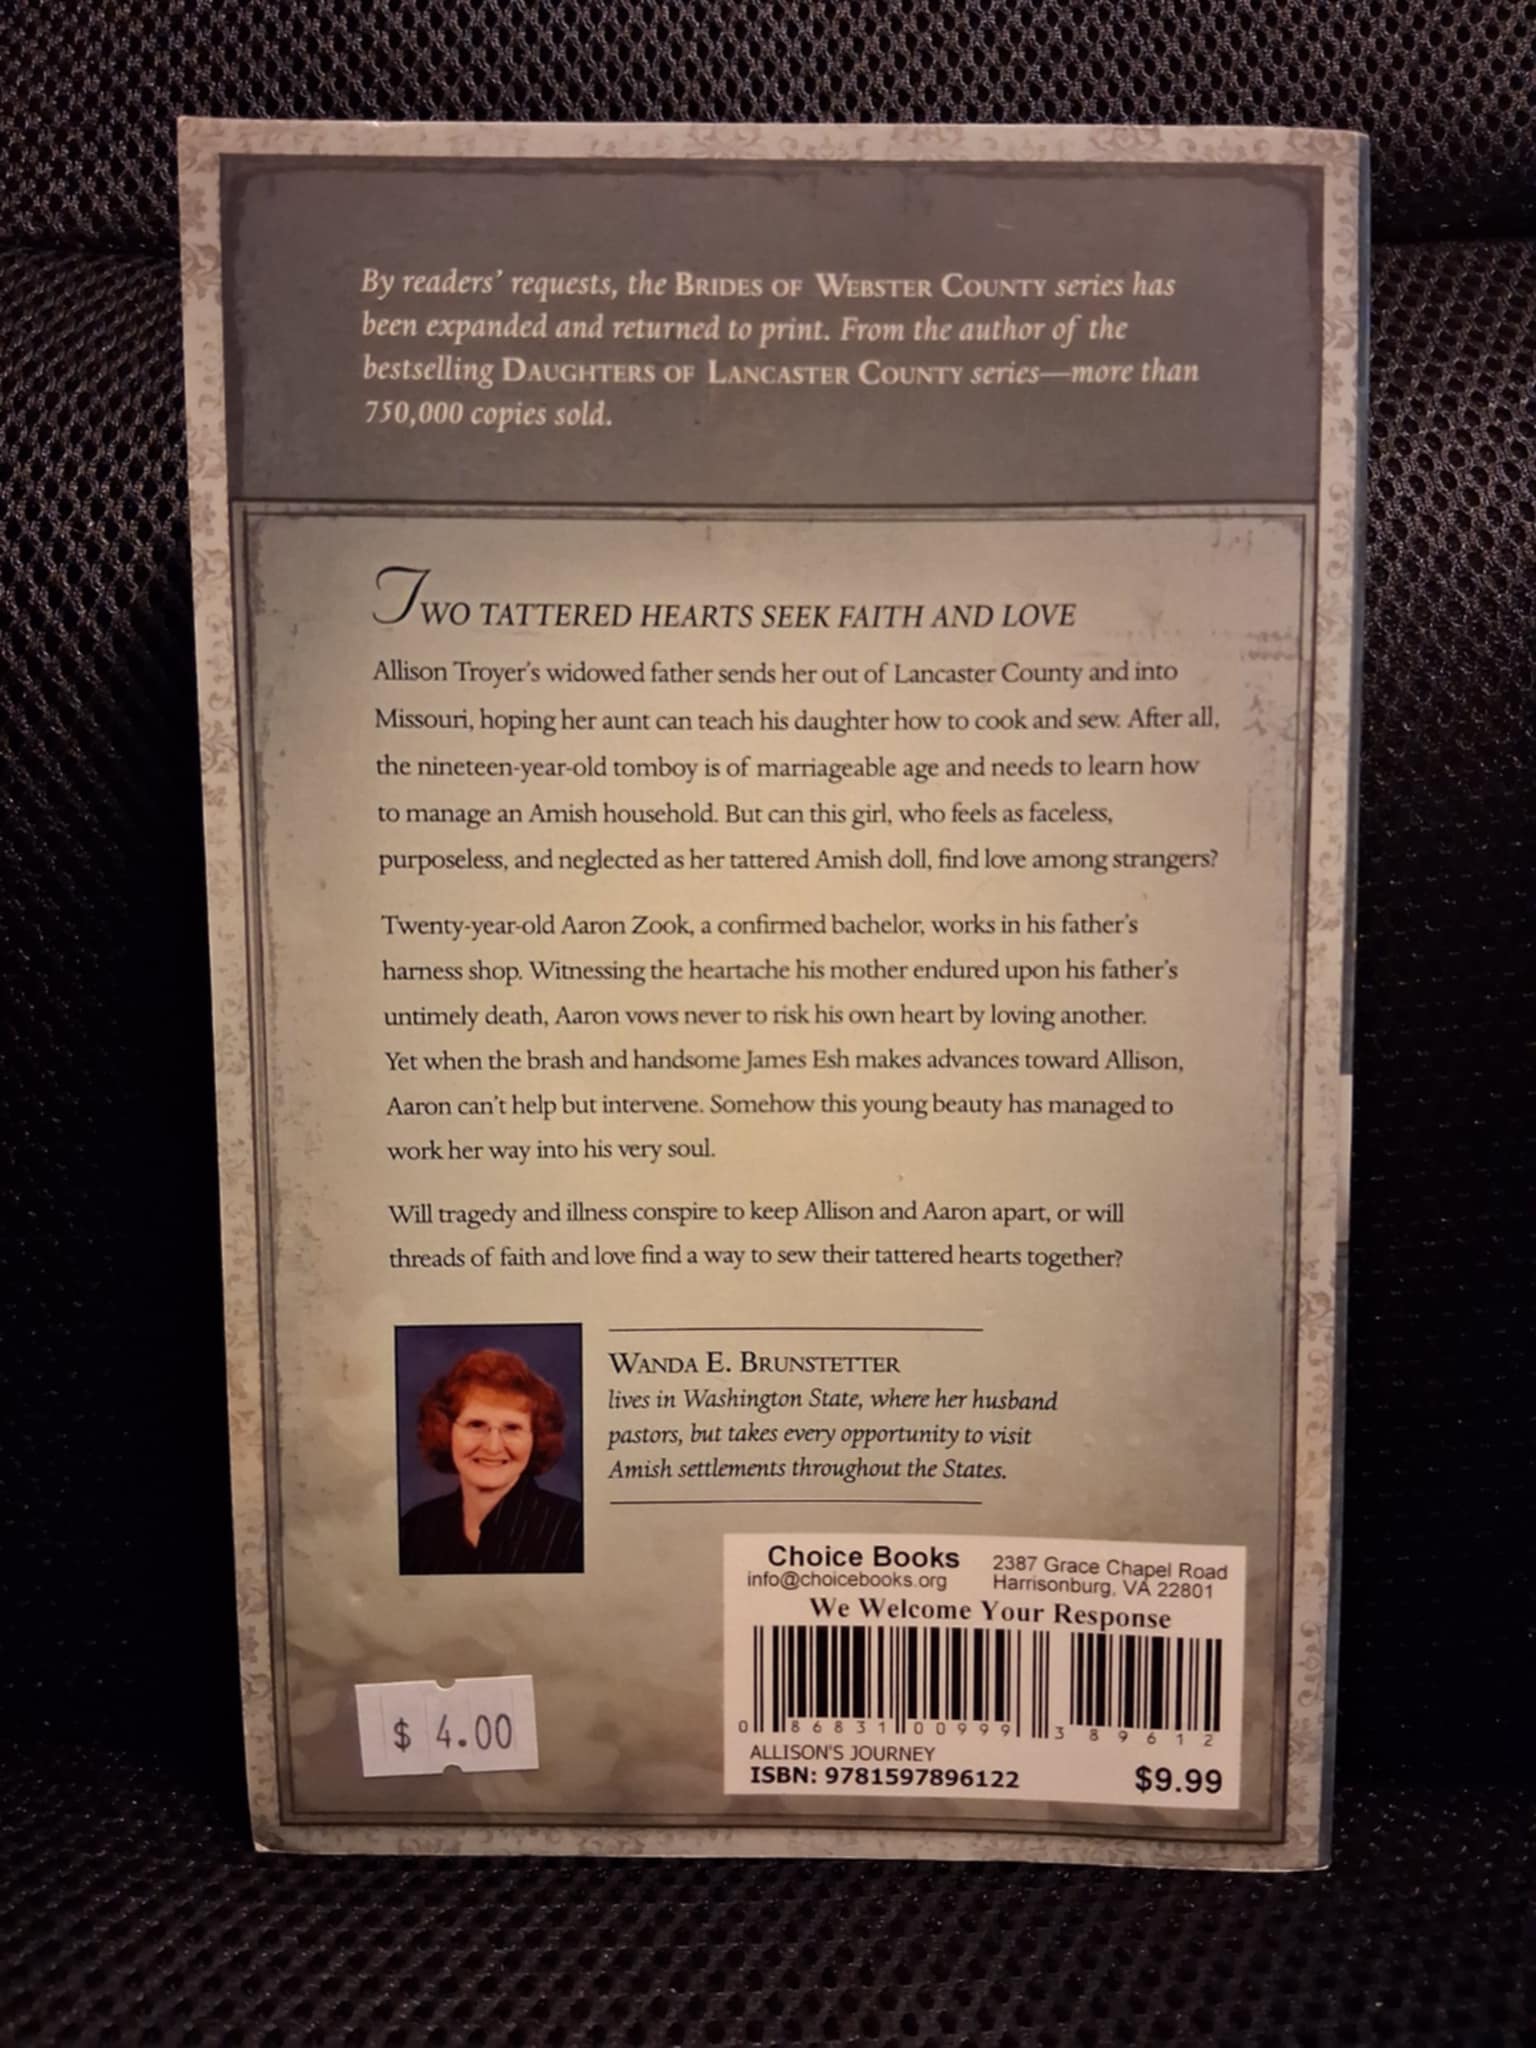 By readers' requests, the BRIDES OF WEBSTER COUNTY series has
been expanded and returned to print. From the author of the
bestselling DAUGHTERS OF LANCASTER COUNTY series—more than
750,000 copies sold.
TWO TATTERED HEARTS SEEK FAITH AND LOVE
Allison Troyer's widowed father sends her out of Lancaster County and into
Missouri, hoping her aunt can teach his daughter how to cook and sew. After all,
the nineteen-year-old tomboy is of marriageable age and needs to learn how
to manage an Amish household. But can this girl, who feels as faceless,
purposeless, and neglected as her tattered Amish doll, find love among strangers?
Twenty-year-old Aaron Zook, a confirmed bachelor, works in his father's
harness shop. Witnessing the heartache his mother endured upon his father's
untimely death, Aaron vows never to risk his own heart by loving another.
Yet when the brash and handsome James Esh makes advances toward Allison,
Aaron can't help but intervene. Somehow this young beauty has managed to
work her way into his very soul.
Will tragedy and illness conspire to keep Allison and Aaron apart, or will
threads of faith and love find a way to sew their tattered hearts together?
WANDA E. BRUNSTETTER
lives in Washington State, where her husband
pastors, but takes every opportunity to visit
Amish settlements throughout the States.
Choice Books 2387 Grace Chapel Road
info@choicebooks.org Harrisonburg, VA 22801
We Welcome Your Response
0 86831 00999 3 89612
ALLISON'S JOURNEY
ISBN: 9781597896122 $9.99
$ 4.00